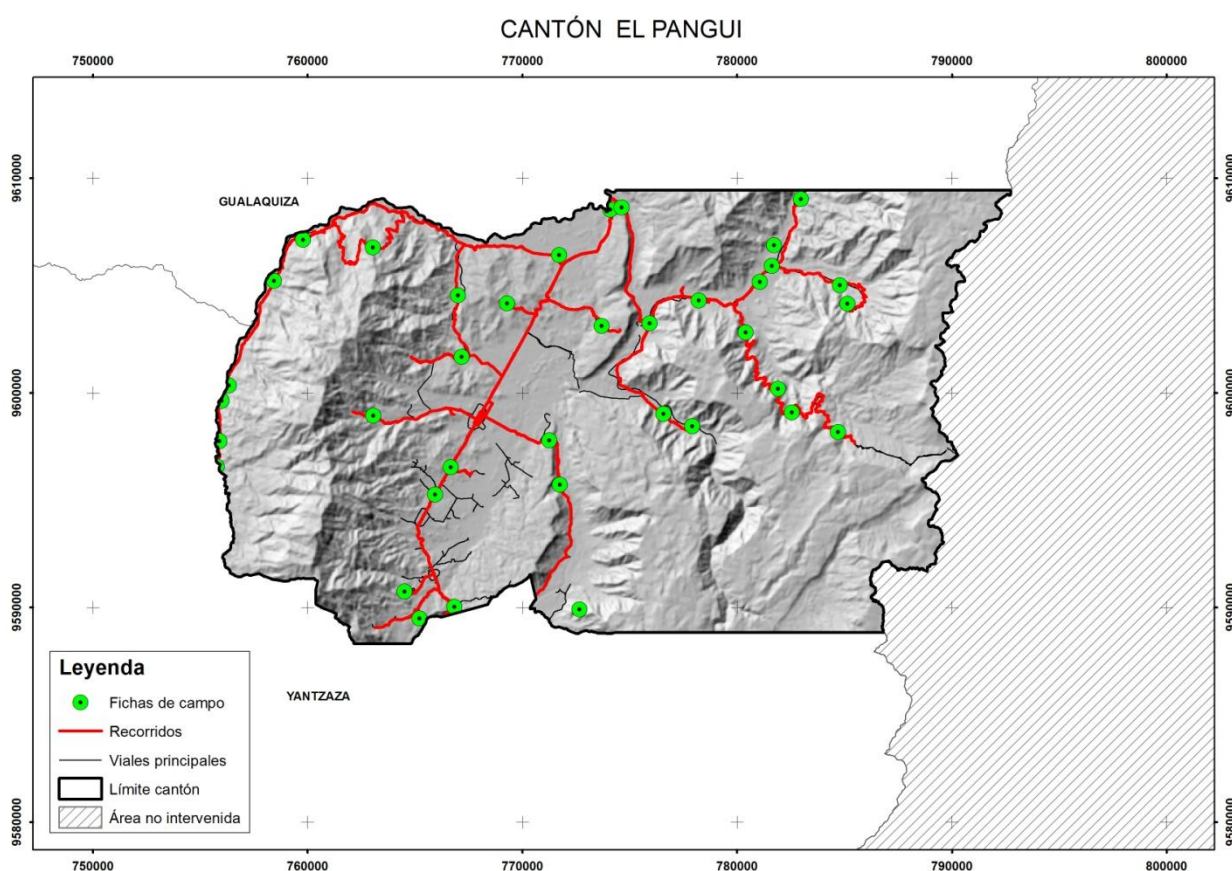 CANTÓN EL PANGUI
750000 760000 770000 780000 790000 800000
9610000 9610000
GUALAQUIZA
9600000 9600000
9590000 9590000
Leyenda
Fichas de campo
Recorridos
Viales principales
Límite cantón
Área no intervenida
YANTZAZA
9580000 9580000
750000 760000 770000 780000 790000 800000